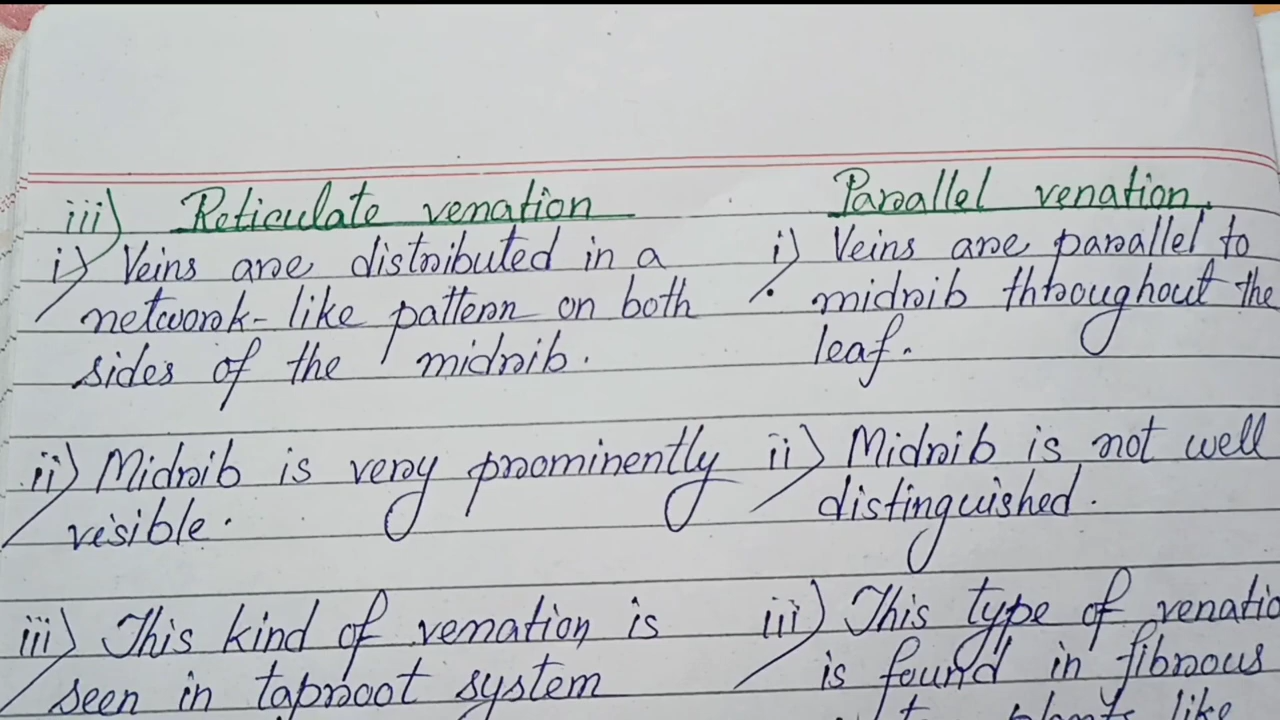 iii) Reticulate venation
i) Veins are distributed in a
network-like pattern on both
sides of the midrib.
ii) Midrib is very prominently
visible.
iii) This kind of venation is
seen in taproot system
Parallel venation.
i) Veins are parallel to
midrib throughout the
leaf.
ii) Midrib is not well
distinguished.
iii) This type of venatio
is found in fibrous
plants like